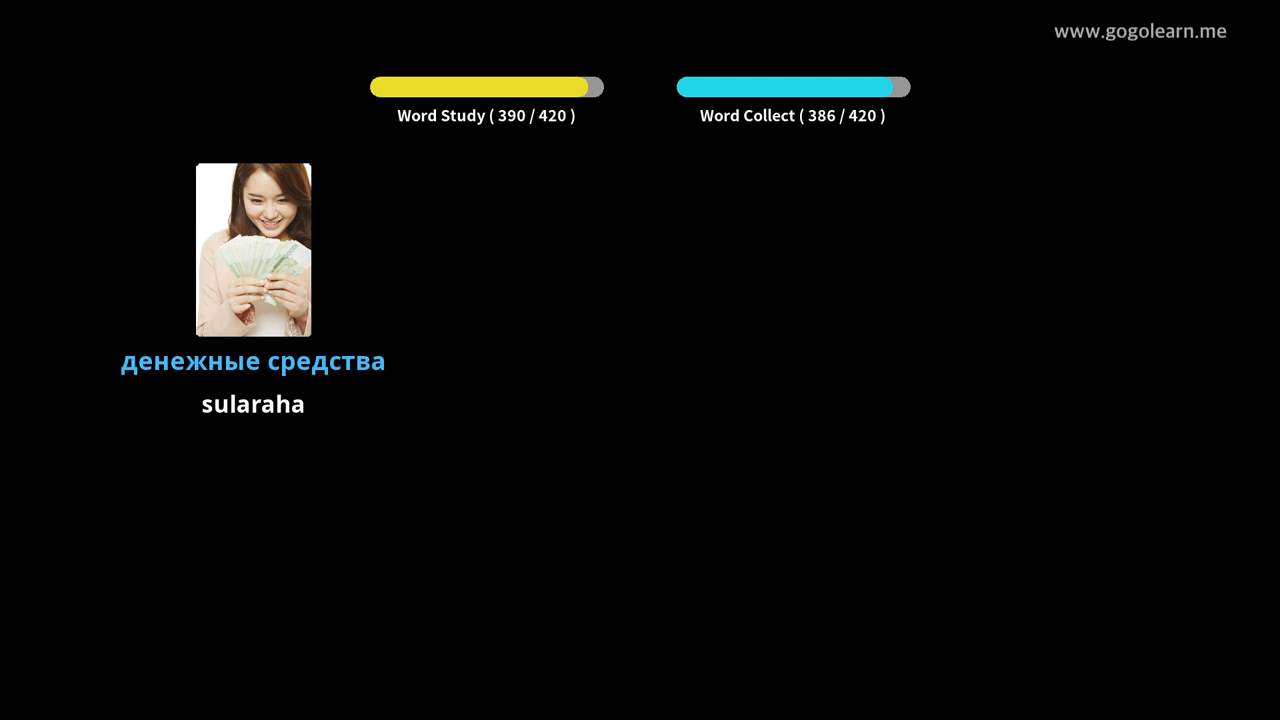 www.gogolearn.me
Word Study ( 390 / 420 )
Word Collect ( 386 / 420 )
денежные средства
sularaha